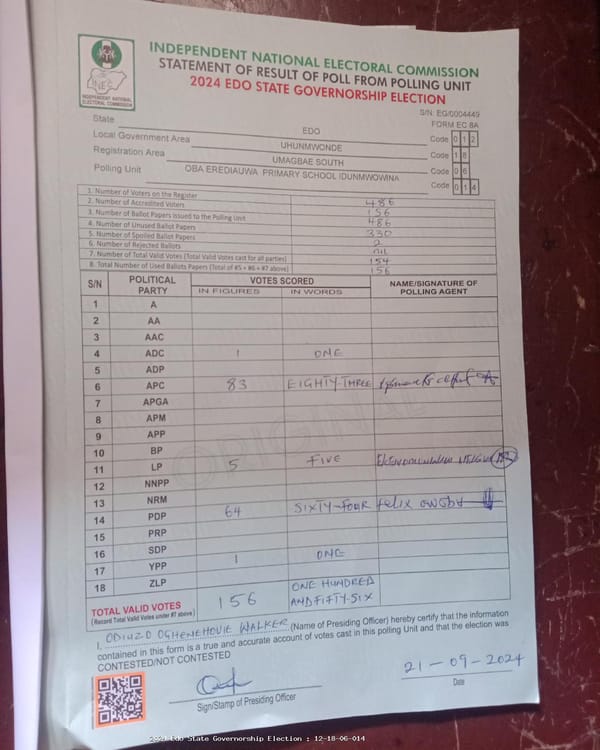 INEC
INDEPENDENT NATIONAL
ELECTORAL COMMISSION
INDEPENDENT NATIONAL ELECTORAL COMMISSION
STATEMENT OF RESULT OF POLL FROM POLLING UNIT
2024 EDO STATE GOVERNORSHIP ELECTION
S/N: EG/0004449
FORM EC 8A
State EDO Code 0 1 2
Local Government Area UHUNMWONDE Code 1 8
Registration Area UMAGBAE SOUTH Code 0 6
Polling Unit OBA EREDIAUWA PRIMARY SCHOOL IDUNMWOWINA Code 0 1 4
1. Number of Voters on the Register 486
2. Number of Accredited Voters 156
3. Number of Ballot Papers Issued to the Polling Unit 486
4. Number of Unused Ballot Papers 330
5. Number of Spoiled Ballot Papers 2
6. Number of Rejected Ballots nil
7. Number of Total Valid Votes (Total Valid Votes cast for all parties) 154
8. Total Number of Used Ballots Papers (Total of #5 + #6 + #7 above) 156
S/N POLITICAL PARTY VOTES SCORED NAME/SIGNATURE OF POLLING AGENT
IN FIGURES IN WORDS
1 A
2 AA
3 AAC
4 ADC 1 ONE
5 ADP
6 APC 83 EIGHTY-THREE
7 APGA
8 APM
9 APP
10 BP
11 LP 5 FIVE
12 NNPP
13 NRM
14 PDP 64 SIXTY-FOUR felix
15 PRP
16 SDP
17 YPP 1 ONE
18 ZLP
TOTAL VALID VOTES 156 ONE HUNDRED AND FIFTY-SIX
(Record Total Valid Votes under #7 above)
ORIGINAL
I, ODIUZO OGHENEHOVIE WALKER (Name of Presiding Officer) hereby certify that the information
contained in this form is a true and accurate account of votes cast in this polling Unit and that the election was
CONTESTED/NOT CONTESTED
21-09-2024
Sign/Stamp of Presiding Officer Date
2024 Edo State Governorship Election : 12-18-06-014